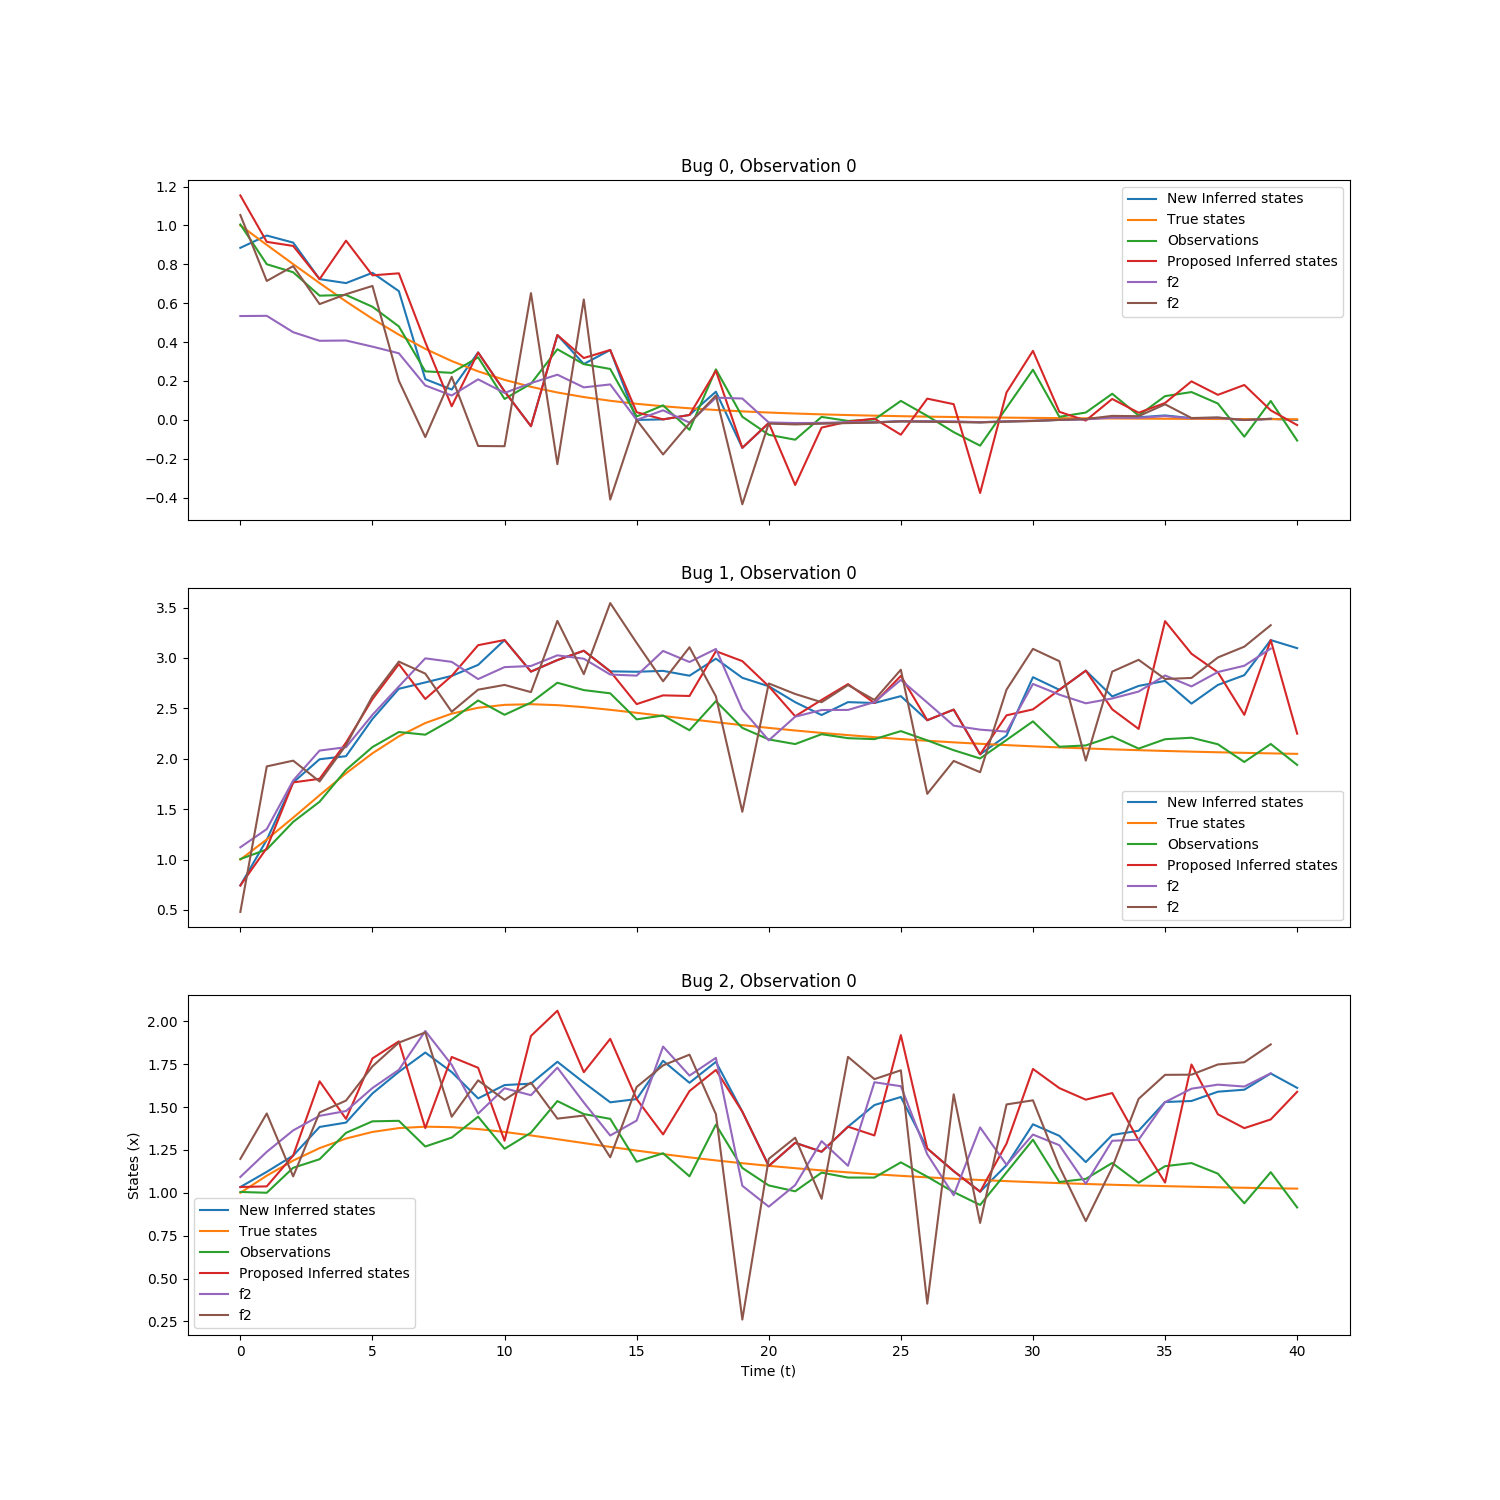 Bug 0, Observation 0
1.2
1.0
0.8
0.6
0.4
0.2
0.0
−0.2
−0.4
New Inferred states
True states
Observations
Proposed Inferred states
f2
f2
Bug 1, Observation 0
3.5
3.0
2.5
2.0
1.5
1.0
0.5
New Inferred states
True states
Observations
Proposed Inferred states
f2
f2
Bug 2, Observation 0
States (x)
2.00
1.75
1.50
1.25
1.00
0.75
0.50
0.25
New Inferred states
True states
Observations
Proposed Inferred states
f2
f2
0 5 10 15 20 25 30 35 40
Time (t)